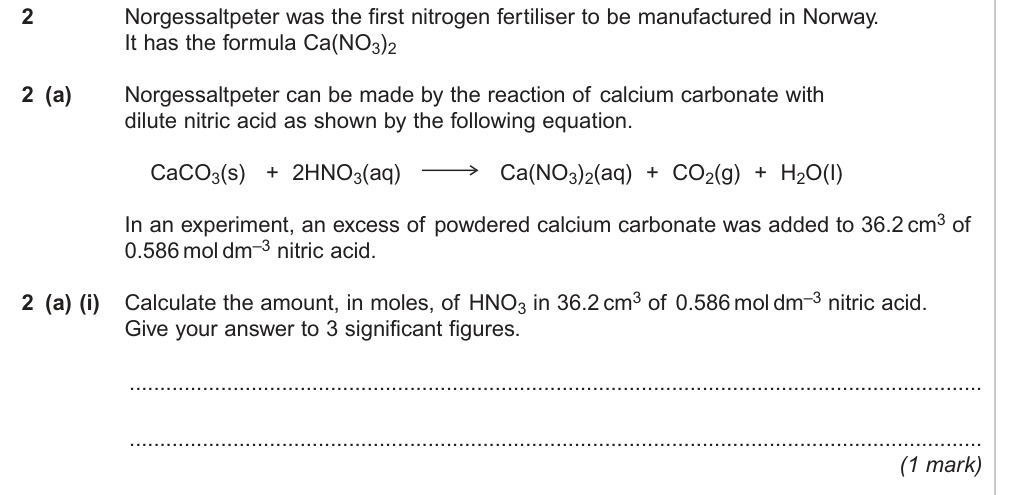 2 Norgessaltpeter was the first nitrogen fertiliser to be manufactured in Norway.
It has the formula Ca(NO₃)₂
2 (a) Norgessaltpeter can be made by the reaction of calcium carbonate with
dilute nitric acid as shown by the following equation.
CaCO₃(s) + 2HNO₃(aq) ⟶ Ca(NO₃)₂(aq) + CO₂(g) + H₂O(l)
In an experiment, an excess of powdered calcium carbonate was added to 36.2 cm³ of
0.586 mol dm⁻³ nitric acid.
2 (a) (i) Calculate the amount, in moles, of HNO₃ in 36.2 cm³ of 0.586 mol dm⁻³ nitric acid.
Give your answer to 3 significant figures.
(1 mark)